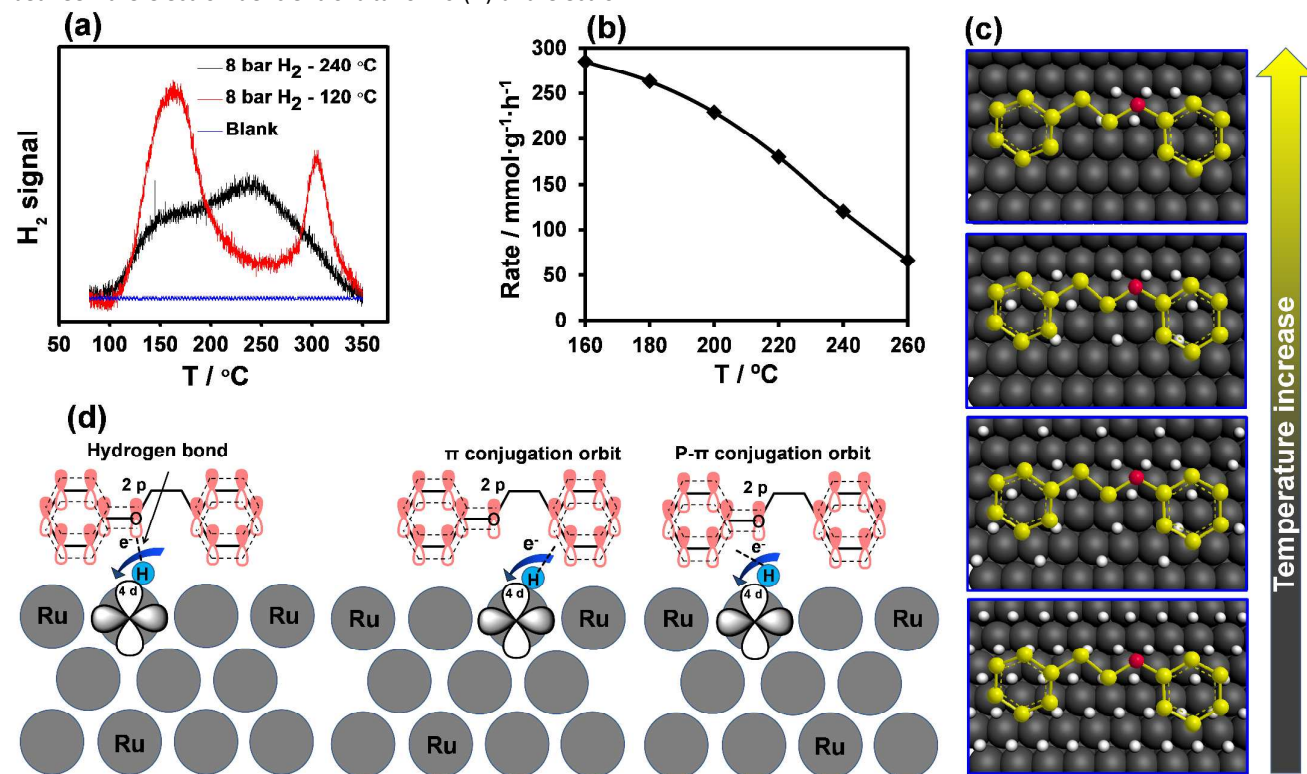 (a)
8 bar H2 - 240 °C
8 bar H2 - 120 °C
Blank
H2 signal
50 100 150 200 250 300 350
T / °C
(b)
300
250
200
150
100
50
0
Rate / mmol·g-1·h-1
160 180 200 220 240 260
T / ºC
(c)
Temperature increase
(d)
Hydrogen bond
2 p
O
e-
H
4 d
Ru
Ru
π conjugation orbit
2 p
O
e-
H
4 d
Ru
Ru
Ru
P-π conjugation orbit
2 p
O
e-
H
4 d
Ru
Ru
Ru